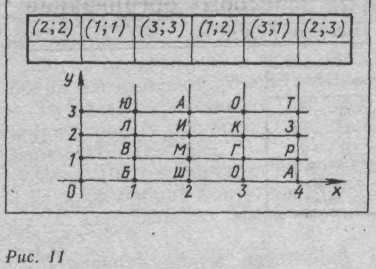 (2;2) (1;1) (3;3) (1;2) (3;1) (2;3)
У
3 Ю А О Т
2 Л И К З
1 В М Г Р
Б Ш О А
0 1 2 3 4 х
Рис. 11